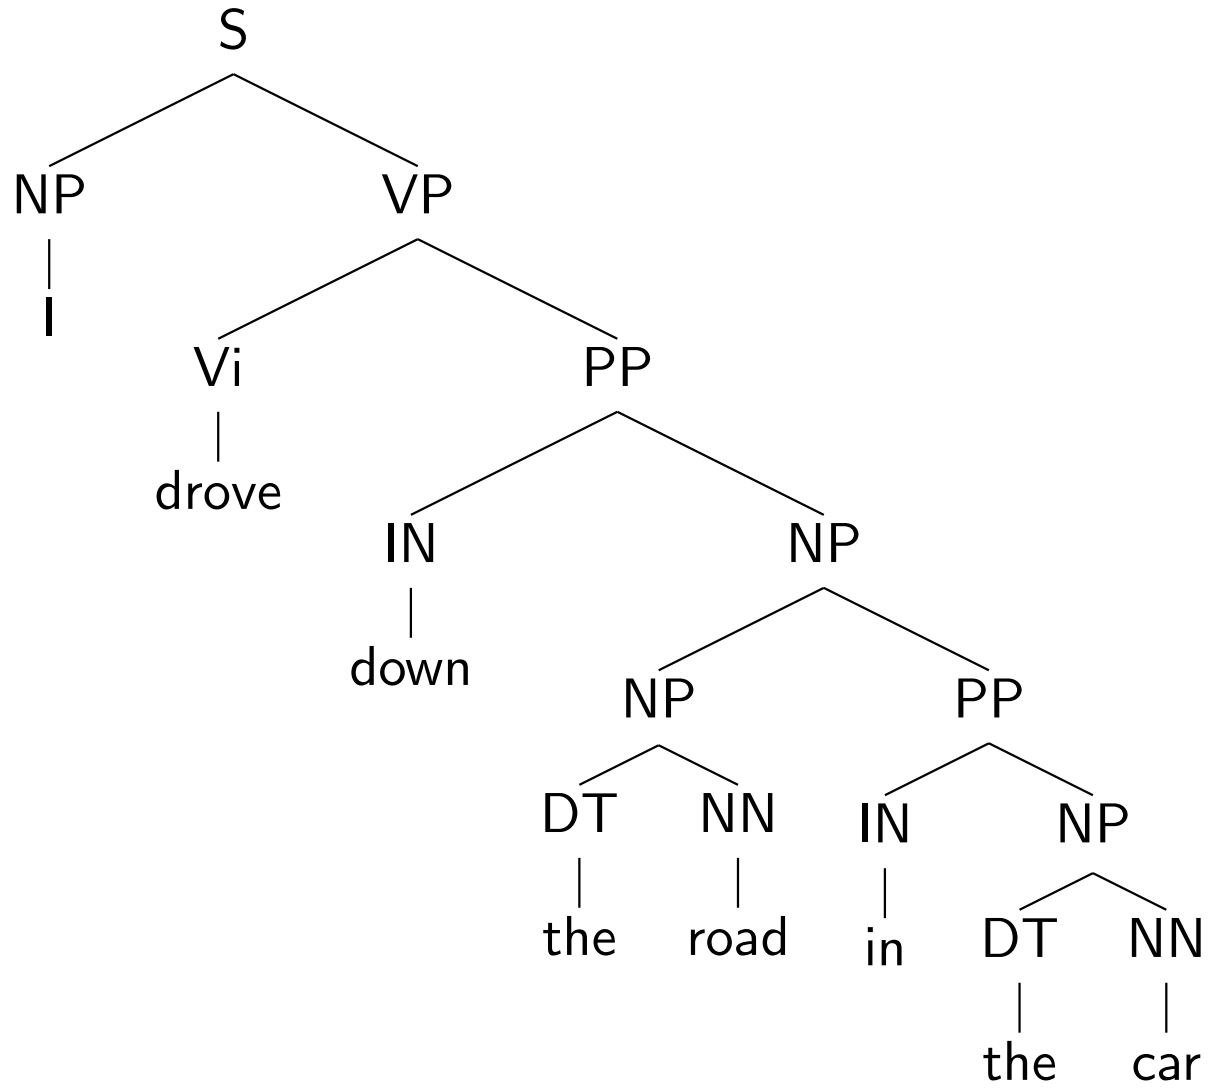 S
NP VP
I
Vi PP
drove
IN NP
down
NP PP
DT NN IN NP
the road in DT NN
the car